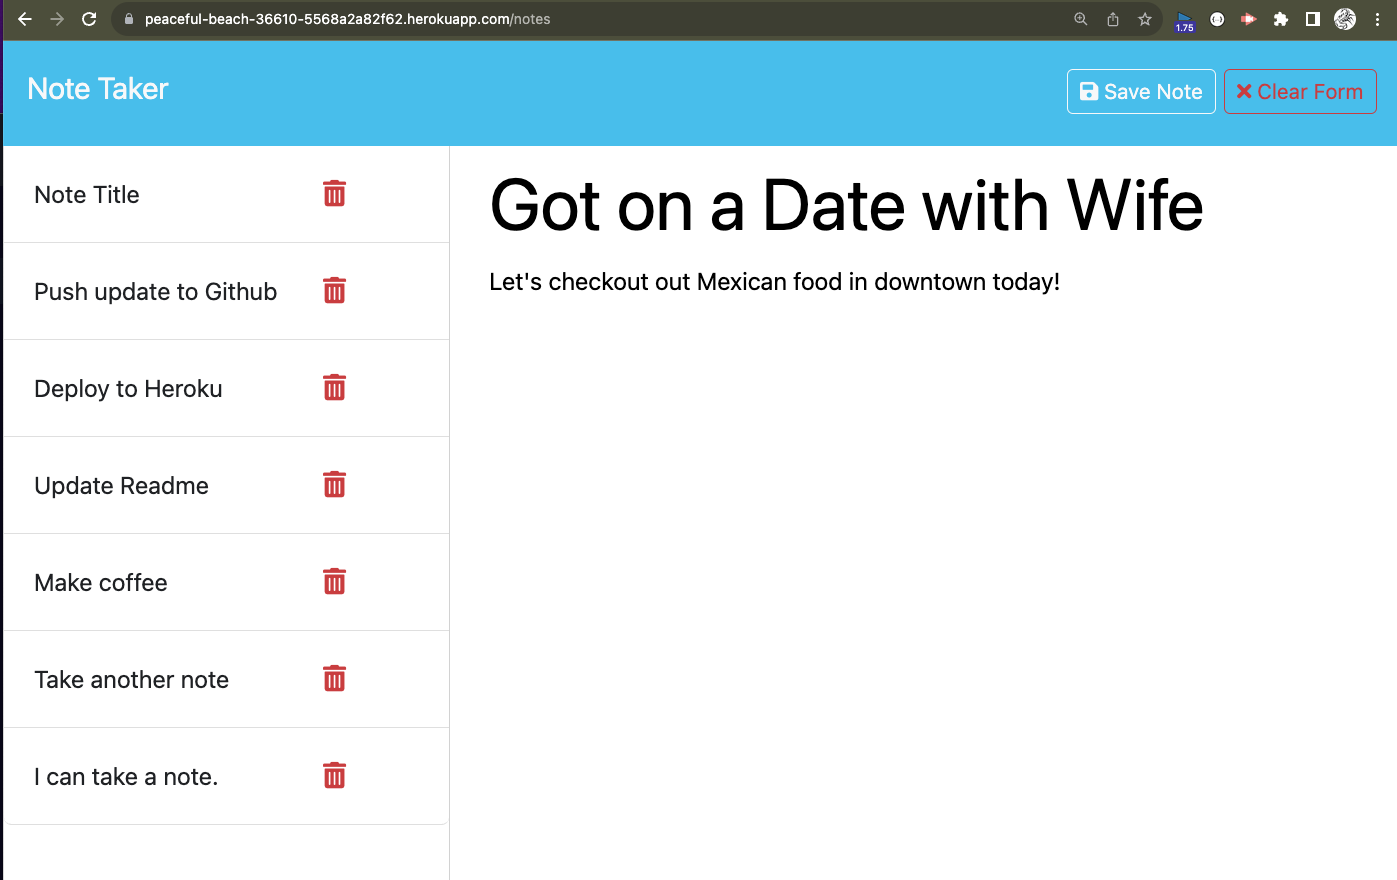 peaceful-beach-36610-5568a2a82f62.herokuapp.com/notes
1.75
Note Taker
Save Note
Clear Form
Note Title
Push update to Github
Deploy to Heroku
Update Readme
Make coffee
Take another note
I can take a note.
Got on a Date with Wife
Let's checkout out Mexican food in downtown today!